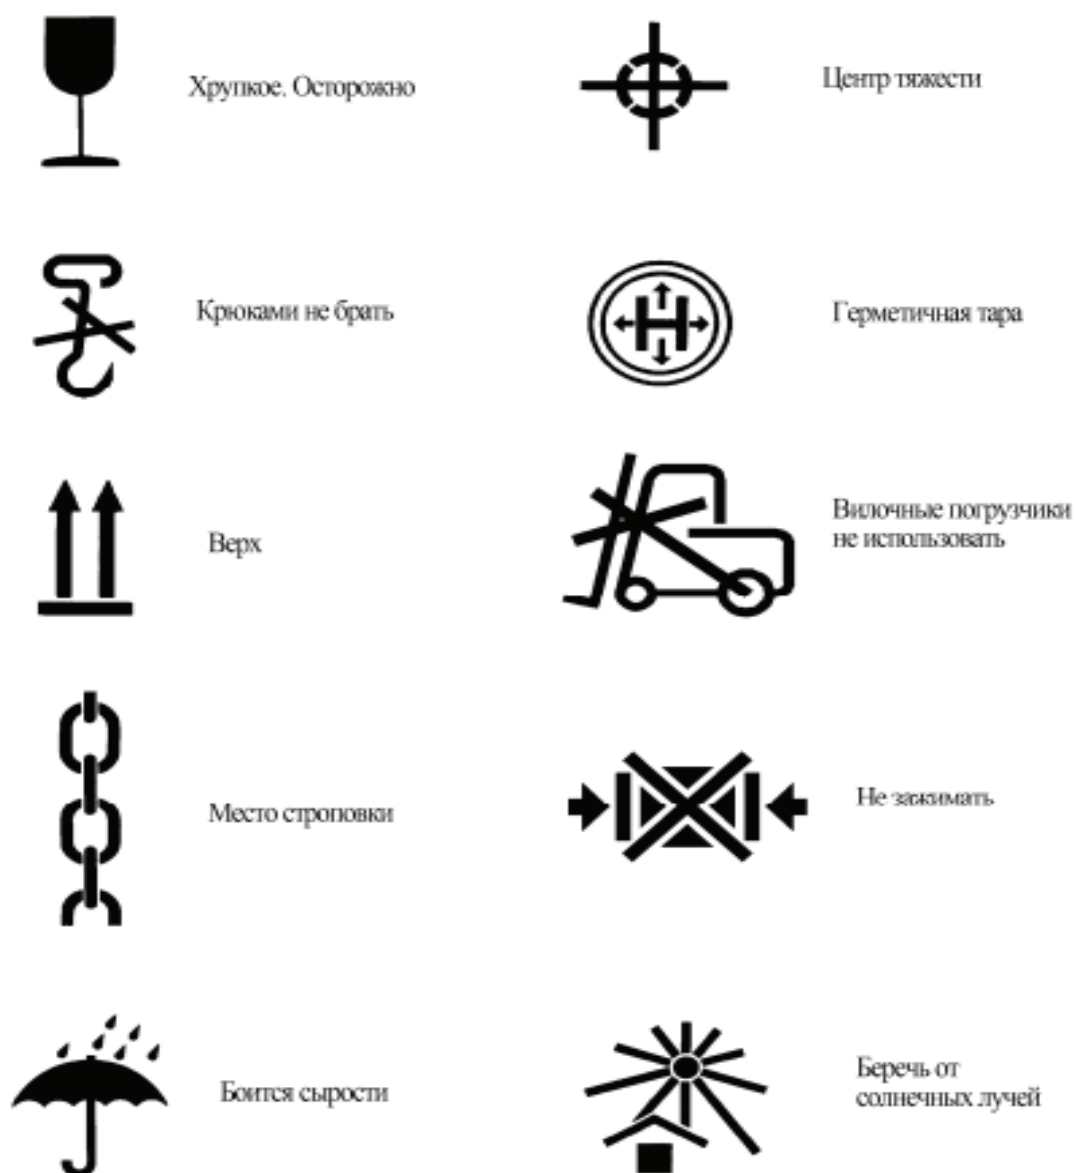 Хрупкое. Осторожно
Центр тяжести
Крюками не брать
Н
Герметичная тара
Верх
Вилочные погрузчики
не использовать
Место строповки
Не зажимать
Боится сырости
Беречь от
солнечных лучей